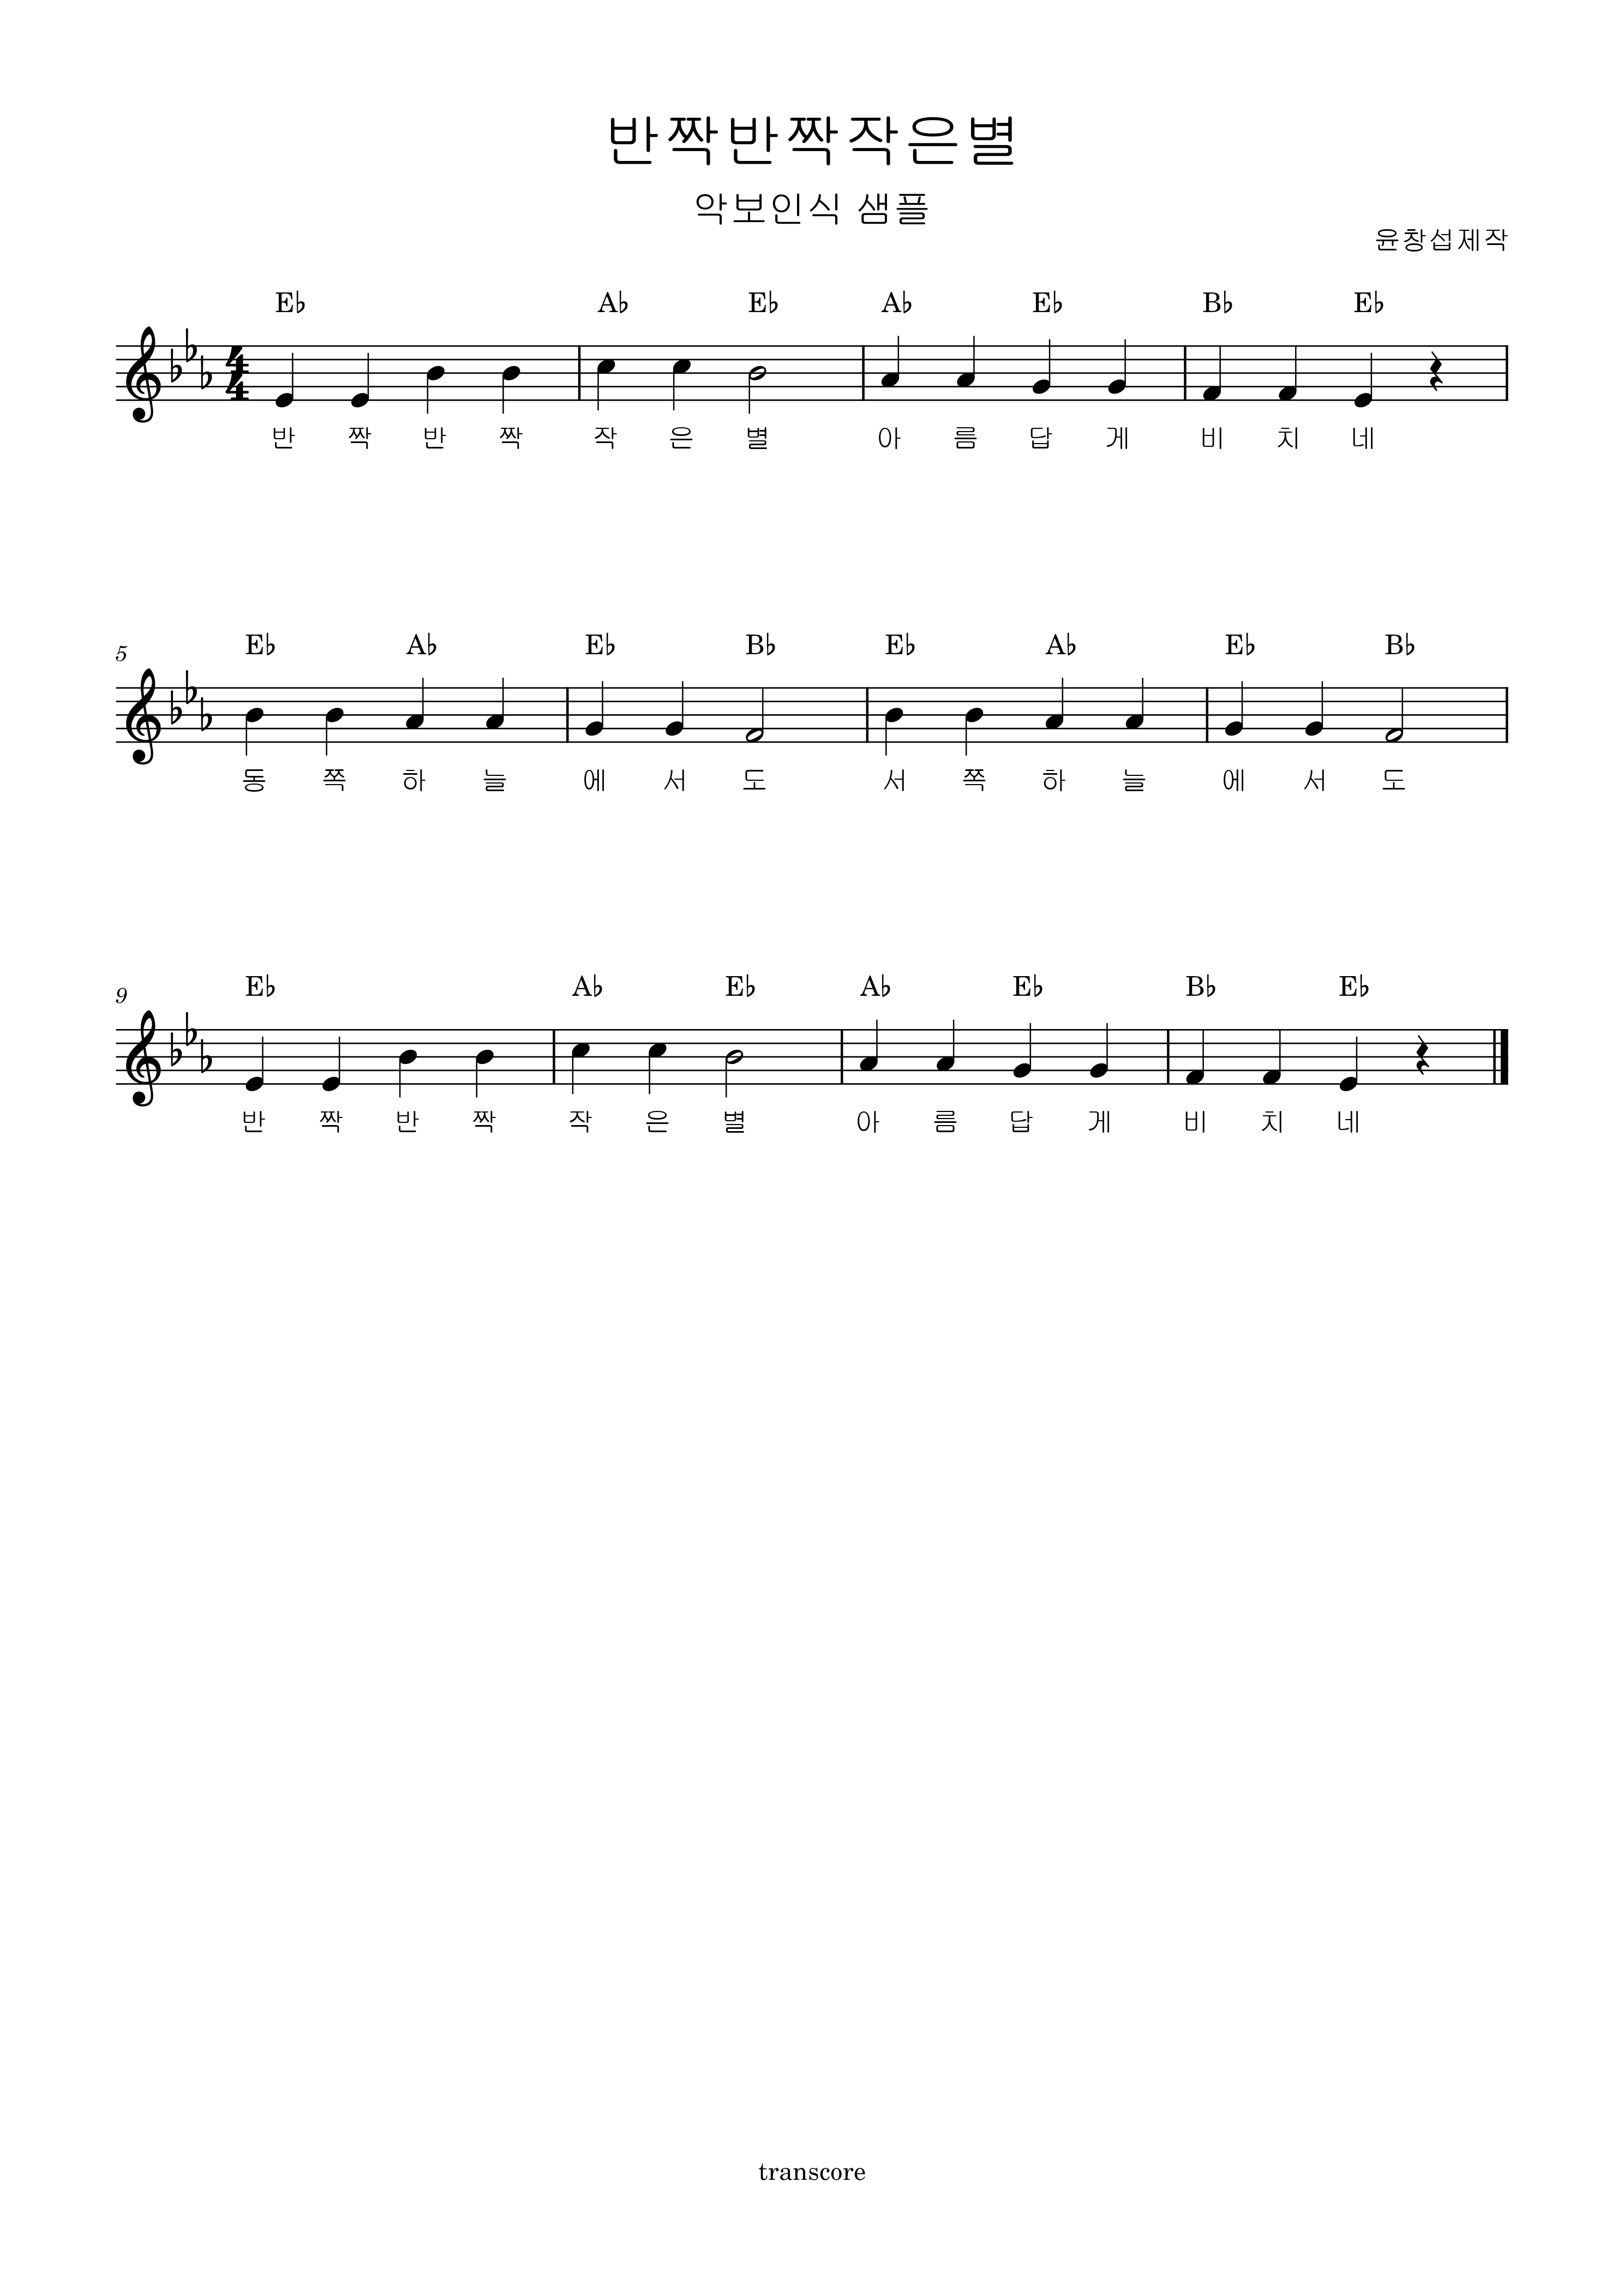 반짝반짝작은별
악보인식 샘플
윤창섭제작
E♭ A♭ E♭ A♭ E♭ B♭ E♭
4
4
반 짝 반 짝 작 은 별 아 름 답 게 비 치 네
5 E♭ A♭ E♭ B♭ E♭ A♭ E♭ B♭
동 쪽 하 늘 에 서 도 서 쪽 하 늘 에 서 도
9 E♭ A♭ E♭ A♭ E♭ B♭ E♭
반 짝 반 짝 작 은 별 아 름 답 게 비 치 네
transcore